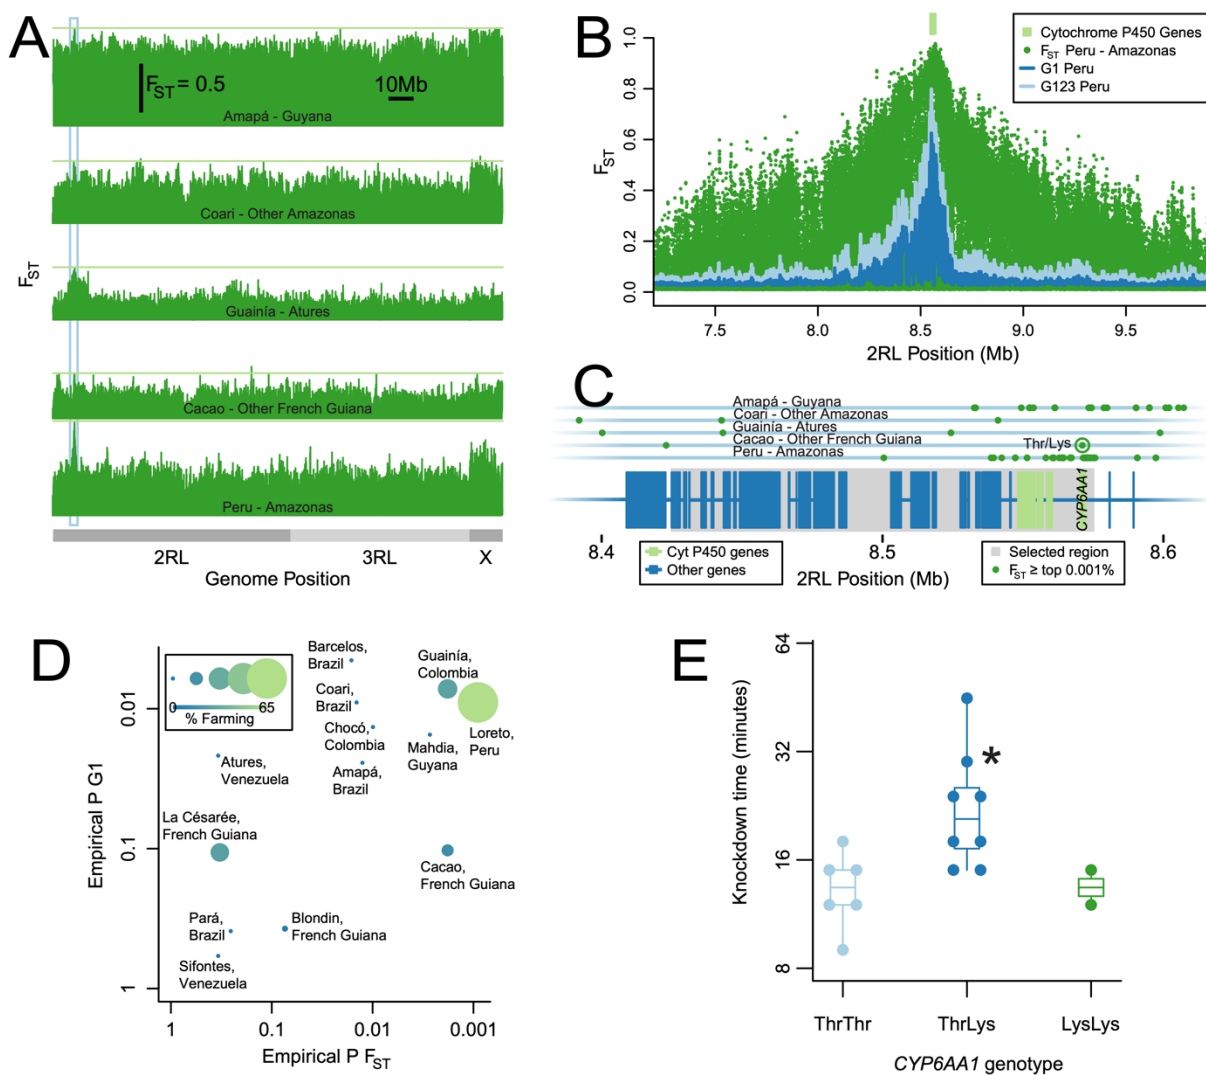 A
F_ST = 0.5
10Mb
Amapá - Guyana
Coari - Other Amazonas
F_ST
Guainía - Atures
Cacao - Other French Guiana
Peru - Amazonas
2RL
3RL
X
Genome Position
B
Cytochrome P450 Genes
F_ST Peru - Amazonas
G1 Peru
G123 Peru
1.0
0.8
0.6
0.4
0.2
0.0
F_ST
7.5
8.0
8.5
9.0
9.5
2RL Position (Mb)
C
Amapá - Guyana
Coari - Other Amazonas
Guainía - Atures
Cacao - Other French Guiana
Peru - Amazonas
Thr/Lys
CYP6AA1
8.4
8.5
8.6
Cyt P450 genes
Other genes
2RL Position (Mb)
Selected region
F_ST ≥ top 0.001%
D
0
65
% Farming
Barcelos,
Brazil
Guainía,
Colombia
Coari,
Brazil
Chocó,
Colombia
Mahdia,
Guyana
Loreto,
Peru
Atures,
Venezuela
Amapá,
Brazil
La Césarée,
French Guiana
Cacao,
French Guiana
Pará,
Brazil
Blondin,
French Guiana
Sifontes,
Venezuela
0.01
0.1
1
Empirical P G1
1
0.1
0.01
0.001
Empirical P F_ST
E
64
32
16
8
Knockdown time (minutes)
*
ThrThr
ThrLys
LysLys
CYP6AA1 genotype